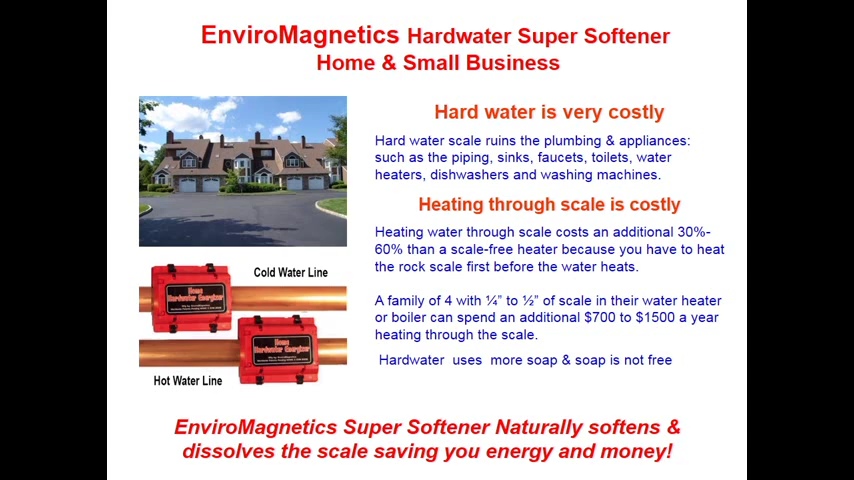 EnviroMagnetics Hardwater Super Softener
Home & Small Business
Hard water is very costly
Hard water scale ruins the plumbing & appliances:
such as the piping, sinks, faucets, toilets, water
heaters, dishwashers and washing machines.
Heating through scale is costly
Heating water through scale costs an additional 30%-
60% than a scale-free heater because you have to heat
the rock scale first before the water heats.
A family of 4 with ¼" to ½" of scale in their water heater
or boiler can spend an additional $700 to $1500 a year
heating through the scale.
Hardwater uses more soap & soap is not free
Cold Water Line
Home
Hardwater Energizer
Home
Hardwater Energizer
Hot Water Line
EnviroMagnetics Super Softener Naturally softens &
dissolves the scale saving you energy and money!